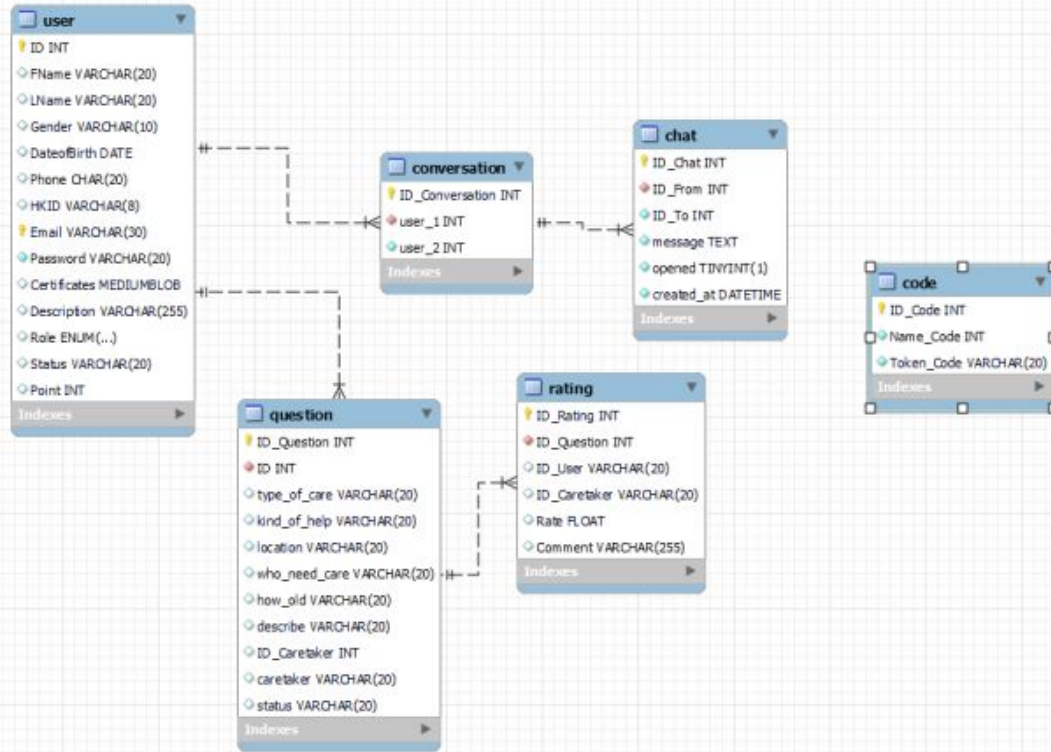 user
ID INT
FName VARCHAR(20)
LName VARCHAR(20)
Gender VARCHAR(10)
DateofBirth DATE
Phone CHAR(20)
HKID VARCHAR(8)
Email VARCHAR(30)
Password VARCHAR(20)
Certificates MEDIUMBLOB
Description VARCHAR(255)
Role ENUM(...)
Status VARCHAR(20)
Point INT
Indexes
conversation
ID_Conversation INT
user_1 INT
user_2 INT
Indexes
chat
ID_Chat INT
ID_From INT
ID_To INT
message TEXT
opened TINYINT(1)
created_at DATETIME
Indexes
code
ID_Code INT
Name_Code INT
Token_Code VARCHAR(20)
Indexes
question
ID_Question INT
ID INT
type_of_care VARCHAR(20)
kind_of_help VARCHAR(20)
location VARCHAR(20)
who_need_care VARCHAR(20)
how_old VARCHAR(20)
describe VARCHAR(20)
ID_Caretaker INT
caretaker VARCHAR(20)
status VARCHAR(20)
Indexes
rating
ID_Rating INT
ID_Question INT
ID_User VARCHAR(20)
ID_Caretaker VARCHAR(20)
Rate FLOAT
Comment VARCHAR(255)
Indexes